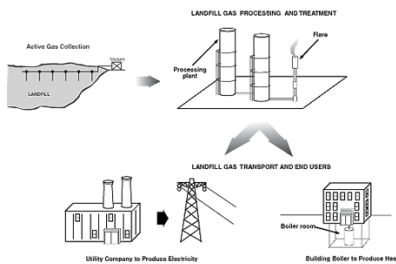 LANDFILL GAS PROCESSING AND TREATMENT
Flare
Active Gas Collection
Vacuum
Processing
plant
LANDFILL
LANDFILL GAS TRANSPORT AND END USERS
Boiler room
Utility Company to Produce Electricity
Building Boiler to Produce Hea